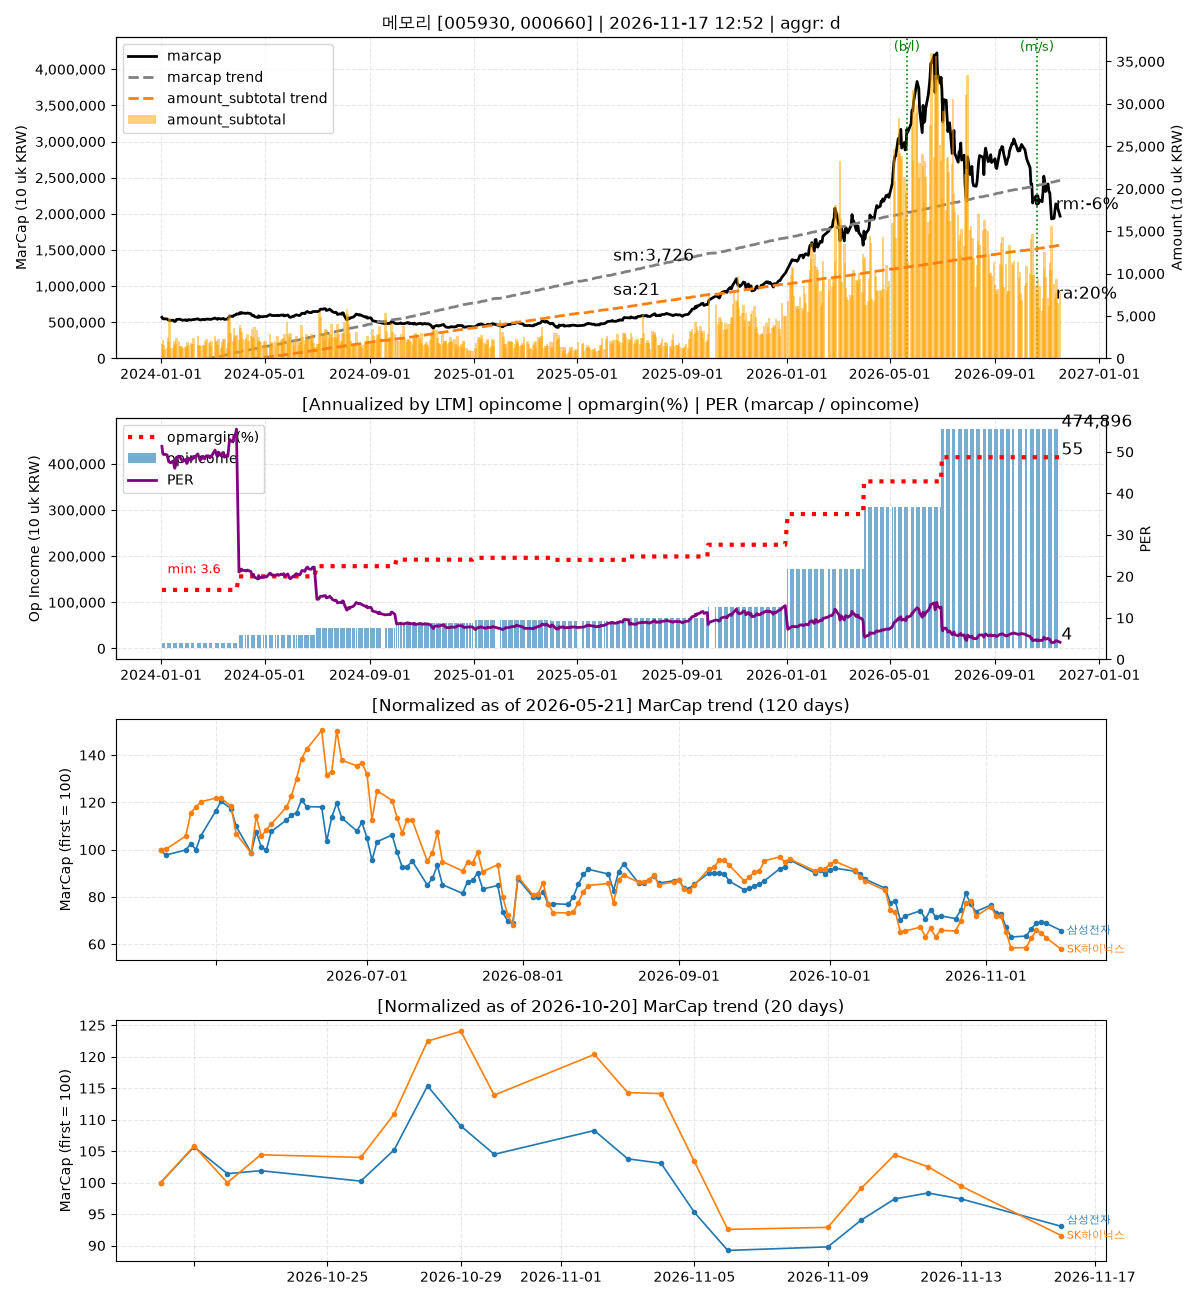 메모리 [005930, 000660] | 2026-11-17 12:52 | aggr: d
marcap
marcap trend
amount_subtotal trend
amount_subtotal
(b/l)
(m/s)
MarCap (10 uk KRW)
4,000,000
3,500,000
3,000,000
2,500,000
2,000,000
1,500,000
1,000,000
500,000
0
35,000
30,000
25,000
20,000
15,000
10,000
5,000
0
Amount (10 uk KRW)
sm:3,726
sa:21
rm:-6%
ra:20%
2024-01-01
2024-05-01
2024-09-01
2025-01-01
2025-05-01
2025-09-01
2026-01-01
2026-05-01
2026-09-01
2027-01-01
[Annualized by LTM] opincome | opmargin(%) | PER (marcap / opincome)
opmargin(%)
opincome
PER
Op Income (10 uk KRW)
400,000
300,000
200,000
100,000
0
min: 3.6
474,896
55
4
50
40
30
20
10
0
PER
2024-01-01
2024-05-01
2024-09-01
2025-01-01
2025-05-01
2025-09-01
2026-01-01
2026-05-01
2026-09-01
2027-01-01
[Normalized as of 2026-05-21] MarCap trend (120 days)
MarCap (first = 100)
140
120
100
80
60
삼성전자
SK하이닉스
2026-07-01
2026-08-01
2026-09-01
2026-10-01
2026-11-01
[Normalized as of 2026-10-20] MarCap trend (20 days)
MarCap (first = 100)
125
120
115
110
105
100
95
90
삼성전자
SK하이닉스
2026-10-25
2026-10-29
2026-11-01
2026-11-05
2026-11-09
2026-11-13
2026-11-17